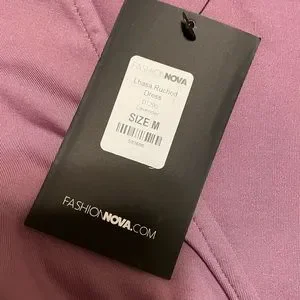 FASHIONNOVA
Lhasa Ruched
Dress
SIZE M
FASHIONNOVA.COM